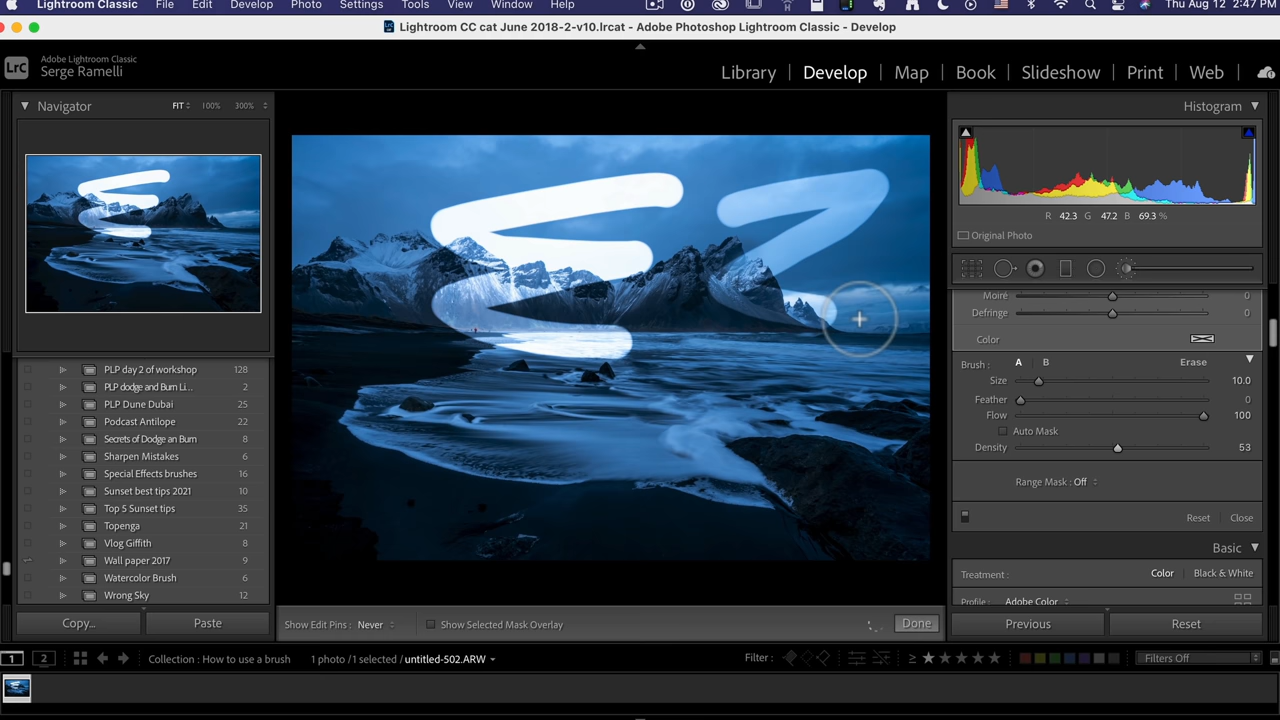 Lightroom Classic File Edit Develop Photo Settings Tools View Window Help Thu Aug 12 2:47 PM
Lightroom CC cat June 2018-2-v10.lrcat - Adobe Photoshop Lightroom Classic - Develop
LrC
Adobe Lightroom Classic
Serge Ramelli
Library | Develop | Map | Book | Slideshow | Print | Web
Navigator FIT 100% 300%
Histogram
R 42.3 G 47.2 B 69.3 %
Original Photo
Moiré 0
Defringe 0
Color
Brush : A B Erase
Size 10.0
Feather 0
Flow 100
Auto Mask
Density 53
Range Mask : Off
Reset Close
Basic
Treatment : Color Black & White
Profile : Adobe Color
Previous Reset
PLP day 2 of workshop 128
PLP dodge and Burn Li... 2
PLP Dune Dubai 25
Podcast Antilope 22
Secrets of Dodge an Burn 8
Sharpen Mistakes 6
Special Effects brushes 16
Sunset best tips 2021 10
Top 5 Sunset tips 35
Topenga 21
Vlog Giffith 8
Wall paper 2017 9
Watercolor Brush 6
Wrong Sky 12
Copy... Paste
Show Edit Pins : Never Show Selected Mask Overlay Done
1 2 Collection : How to use a brush 1 photo / 1 selected / untitled-502.ARW Filter : ≥ Filters Off